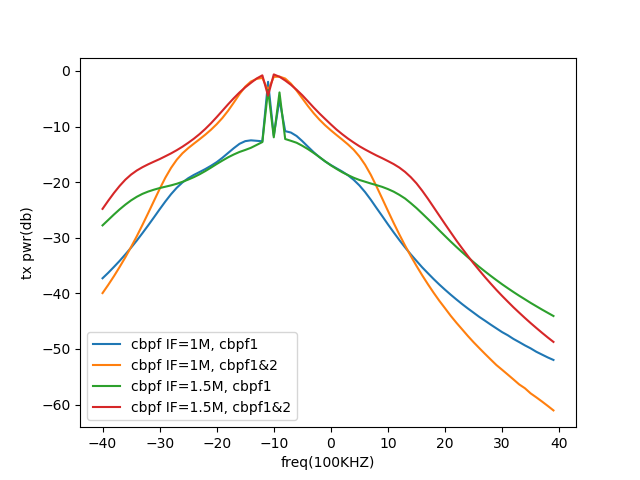 0
−10
−20
−30
−40
−50
−60
tx pwr(db)
cbpf IF=1M, cbpf1
cbpf IF=1M, cbpf1&2
cbpf IF=1.5M, cbpf1
cbpf IF=1.5M, cbpf1&2
−40 −30 −20 −10 0 10 20 30 40
freq(100KHZ)